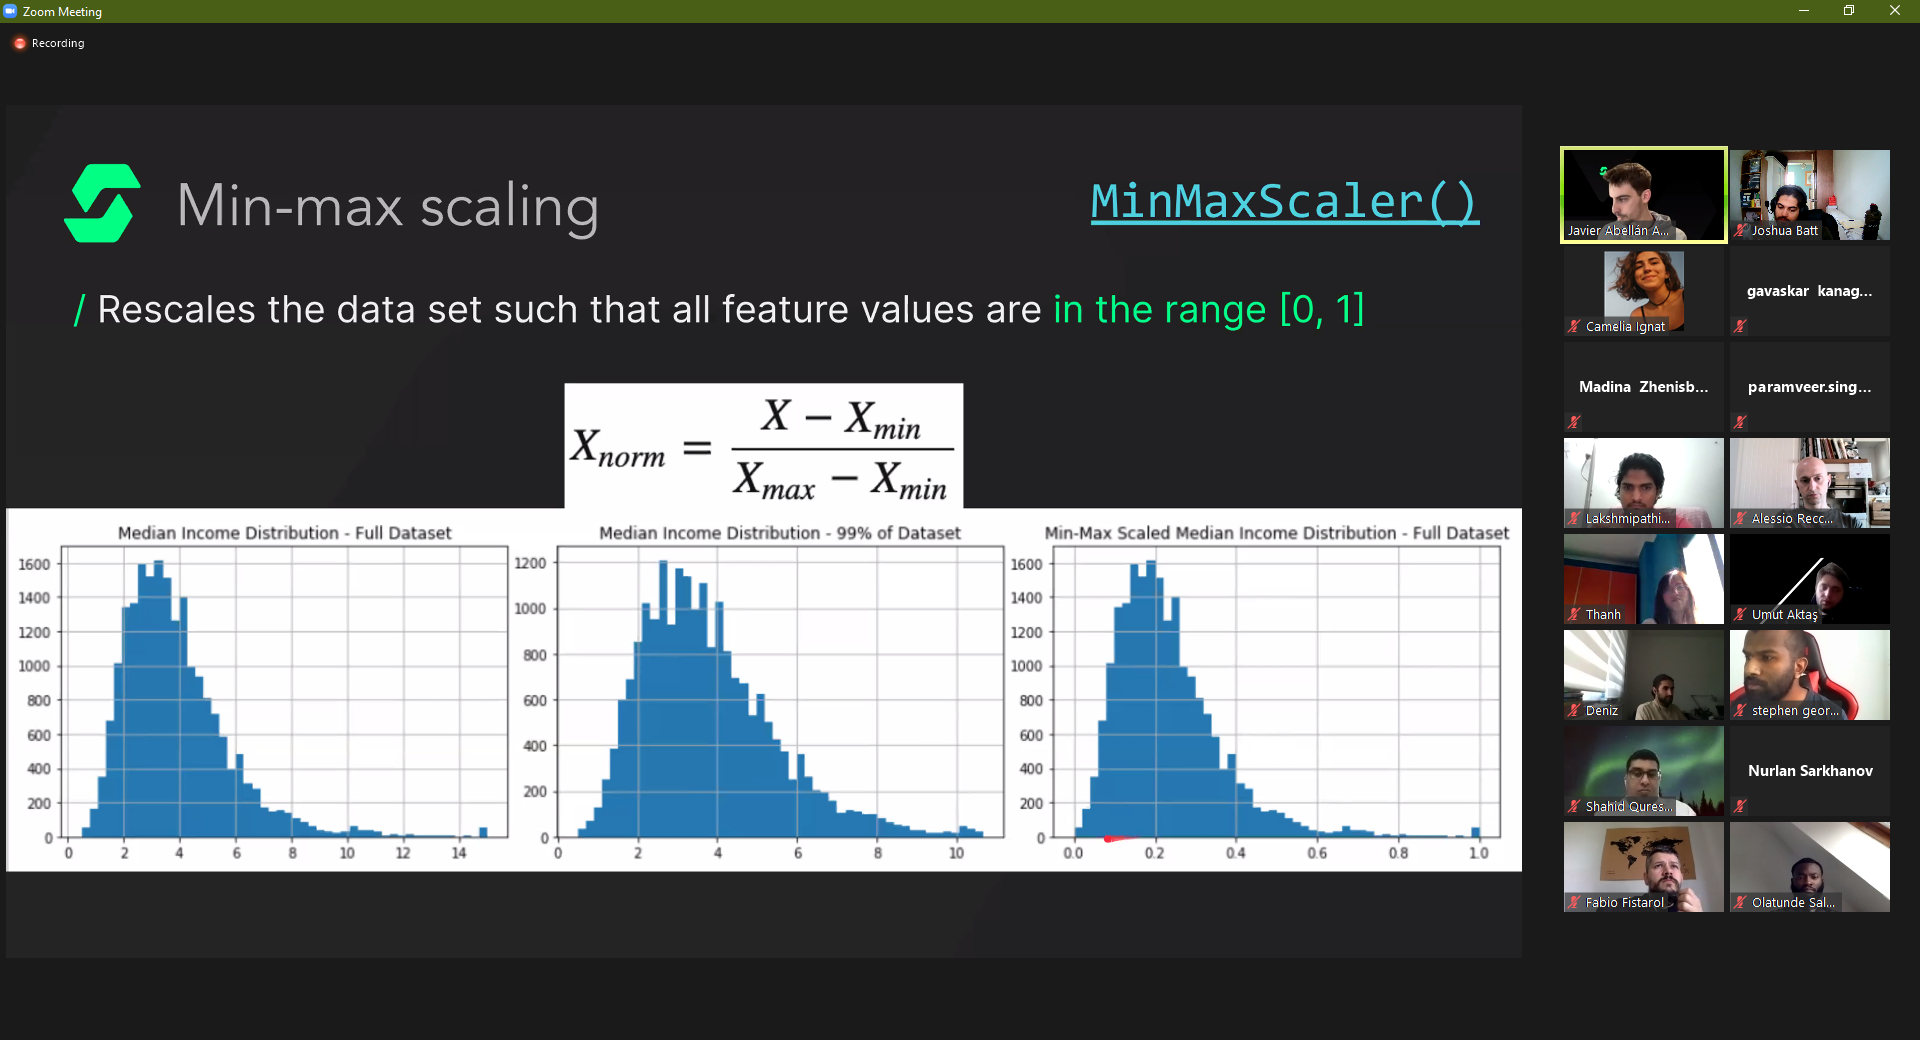 Zoom Meeting
Recording
Min-max scaling
MinMaxScaler()
/ Rescales the data set such that all feature values are in the range [0, 1]
X_norm = (X − X_min) / (X_max − X_min)
Median Income Distribution - Full Dataset
1600
1400
1200
1000
800
600
400
200
0
0 2 4 6 8 10 12 14
Median Income Distribution - 99% of Dataset
1200
1000
800
600
400
200
0
0 2 4 6 8 10
Min-Max Scaled Median Income Distribution - Full Dataset
1600
1400
1200
1000
800
600
400
200
0
0.0 0.2 0.4 0.6 0.8 1.0
Javier Abellán A...
Joshua Batt
Camelia Ignat
gavaskar kanag...
Madina Zhenisb...
paramveer.sing...
Lakshmipathi...
Alessio Recc...
Thanh
Umut Aktaş
Deniz
stephen geor...
Shahid Qures...
Nurlan Sarkhanov
Fabio Fistarol
Olatunde Sal...